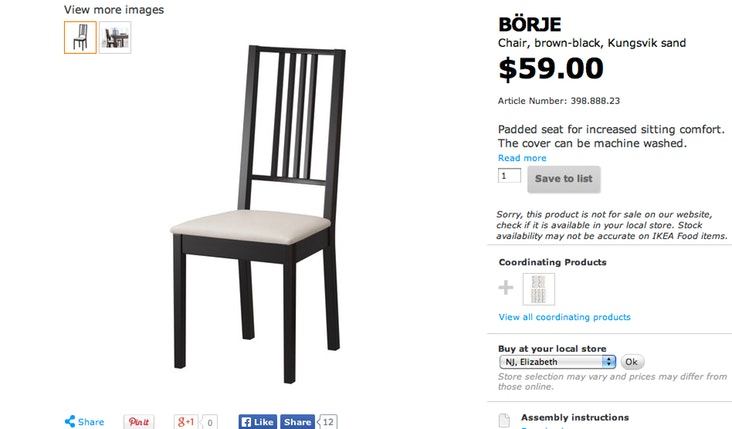 View more images
BÖRJE
Chair, brown-black, Kungsvik sand
$59.00
Article Number: 398.888.23
Padded seat for increased sitting comfort.
The cover can be machine washed.
Read more
1
Save to list
Sorry, this product is not for sale on our website,
check if it is available in your local store. Stock
availability may not be accurate on IKEA Food items.
Coordinating Products
+
View all coordinating products
Buy at your local store
NJ, Elizabeth
Ok
Store selection may vary and prices may differ from
those online.
Assembly instructions
Share
Pin it
g+1
0
Like
Share
12